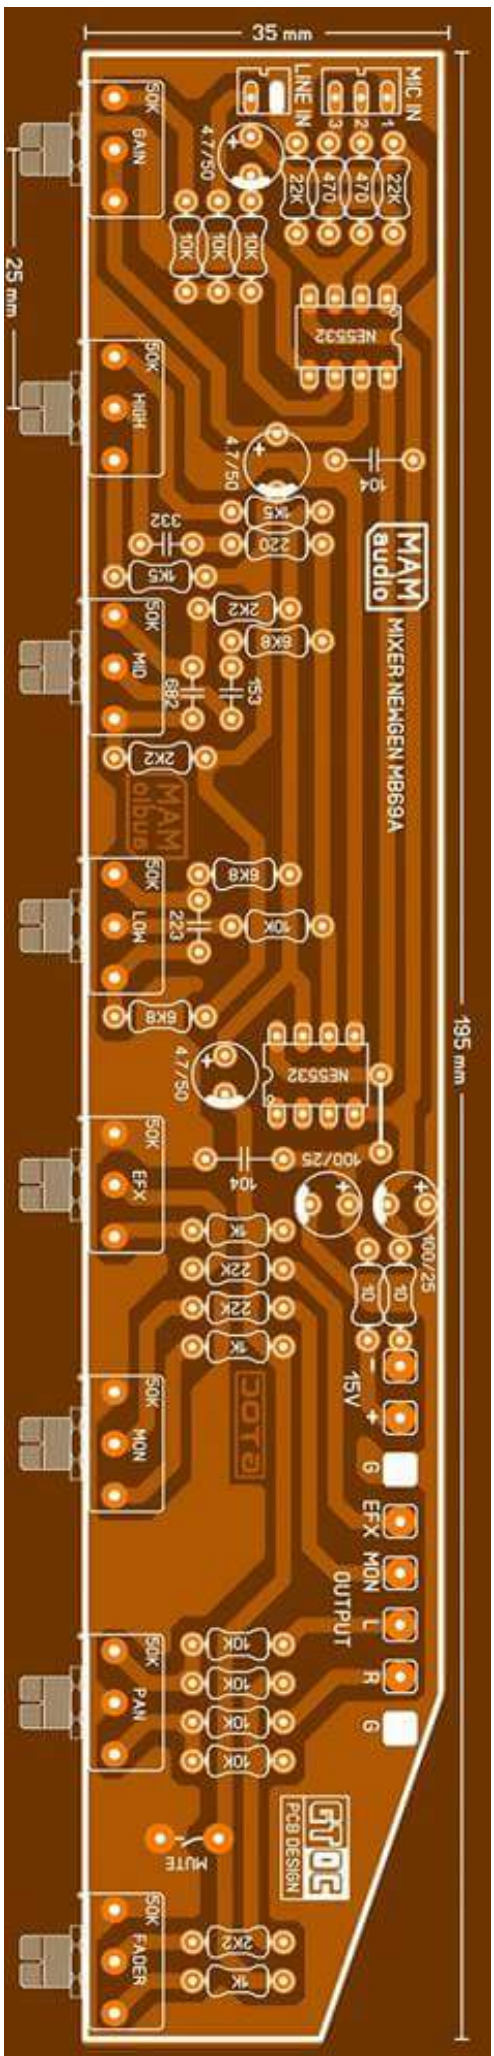 35 mm
LINE IN
MIC IN
3
2
1
50K
GAIN
4.7/50
+
22K
470
470
22K
10K
10K
10K
25 mm
NE5532
50K
HIGH
4.7/50
+
104
1K5
220
332
1K5
MAM
audio
MIXER NEWGEN MB69A
2K2
6K8
50K
MID
682
153
2K2
MAM
audio
6K8
50K
LOW
223
10K
6K8
195 mm
4.7/50
+
NE5532
104
100/25
+
+
100/25
50K
EFX
1K
22K
22K
1K
10
10
-
15V
+
GTOC
50K
MON
G
EFX
MON
OUTPUT
L
R
G
50K
PAN
10K
10K
10K
10K
GTOC
PCB DESIGN
MUTE
50K
FADER
2K2
1K